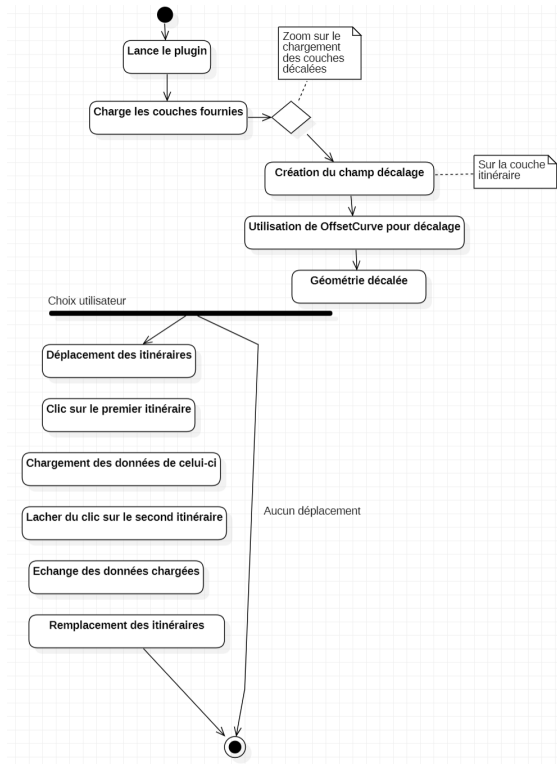 Lance le plugin
Zoom sur le
chargement
des couches
décalées
Charge les couches fournies
Création du champ décalage
Sur la couche
itinéraire
Utilisation de OffsetCurve pour décalage
Géométrie décalée
Choix utilisateur
Déplacement des itinéraires
Clic sur le premier itinéraire
Chargement des données de celui-ci
Lacher du clic sur le second itinéraire
Aucun déplacement
Echange des données chargées
Remplacement des itinéraires